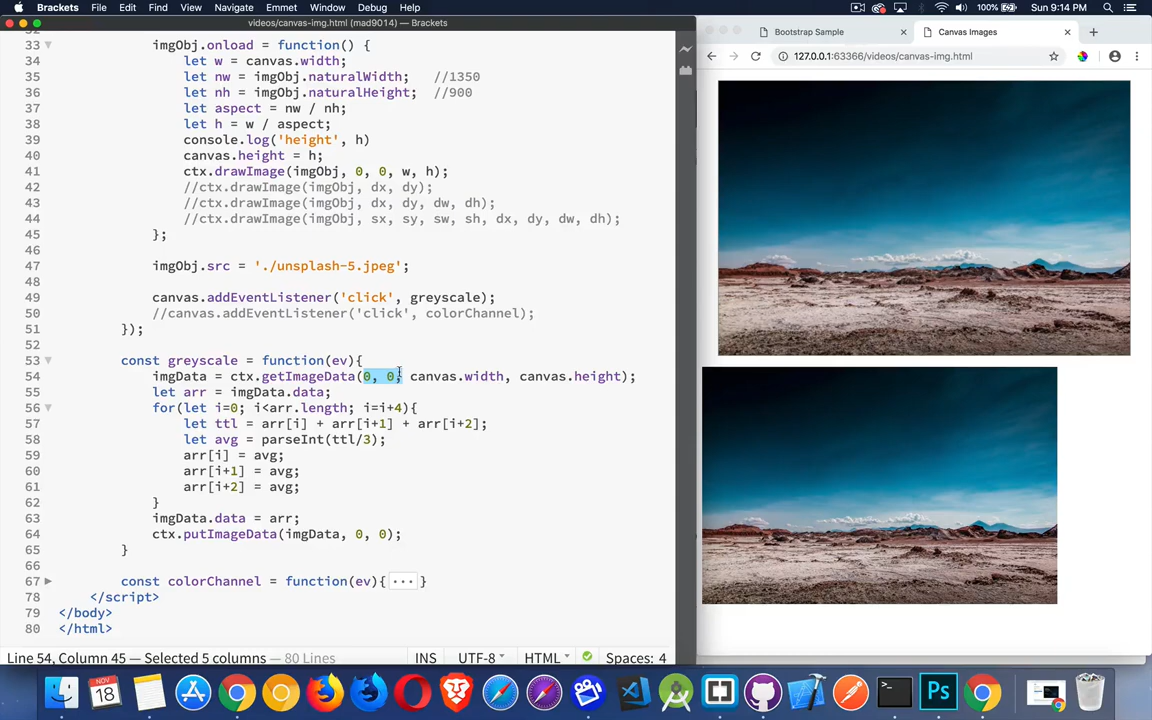 Brackets File Edit Find View Navigate Emmet Debug Help 100% Sun 9:14 PM
videos/canvas-img.html (mad9014) — Brackets
Bootstrap Sample
Canvas Images
127.0.0.1:63366/videos/canvas-img.html
33 imgObj.onload = function() {
34 let w = canvas.width;
35 let nw = imgObj.naturalWidth; //1350
36 let nh = imgObj.naturalHeight; //900
37 let aspect = nw / nh;
38 let h = w / aspect;
39 console.log('height', h)
40 canvas.height = h;
41 ctx.drawImage(imgObj, 0, 0, w, h);
42 //ctx.drawImage(imgObj, dx, dy);
43 //ctx.drawImage(imgObj, dx, dy, dw, dh);
44 //ctx.drawImage(imgObj, sx, sy, sw, sh, dx, dy, dw, dh);
45 };
46
47 imgObj.src = './unsplash-5.jpeg';
48
49 canvas.addEventListener('click', greyscale);
50 //canvas.addEventListener('click', colorChannel);
51 });
52
53 const greyscale = function(ev){
54 imgData = ctx.getImageData(0, 0, canvas.width, canvas.height);
55 let arr = imgData.data;
56 for(let i=0; i<arr.length; i=i+4){
57 let ttl = arr[i] + arr[i+1] + arr[i+2];
58 let avg = parseInt(ttl/3);
59 arr[i] = avg;
60 arr[i+1] = avg;
61 arr[i+2] = avg;
62 }
63 imgData.data = arr;
64 ctx.putImageData(imgData, 0, 0);
65 }
66
67 const colorChannel = function(ev){ ... }
78 </script>
79 </body>
80 </html>
Line 54, Column 45 — Selected 5 columns — 80 Lines INS UTF-8 HTML Spaces: 4
NOV
18
Ps